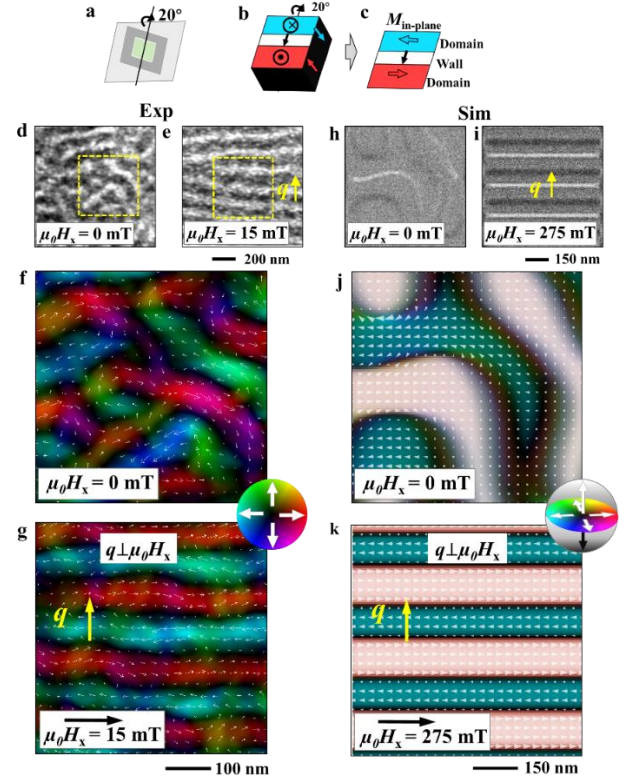 a
20°
b
20°
c
M in-plane
Domain
Wall
Domain
Exp
Sim
d
μ₀Hₓ = 0 mT
e
q
μ₀Hₓ = 15 mT
200 nm
h
μ₀Hₓ = 0 mT
i
q
μ₀Hₓ = 275 mT
150 nm
f
μ₀Hₓ = 0 mT
j
μ₀Hₓ = 0 mT
g
q⊥μ₀Hₓ
q
μ₀Hₓ = 15 mT
100 nm
k
q⊥μ₀Hₓ
q
μ₀Hₓ = 275 mT
150 nm